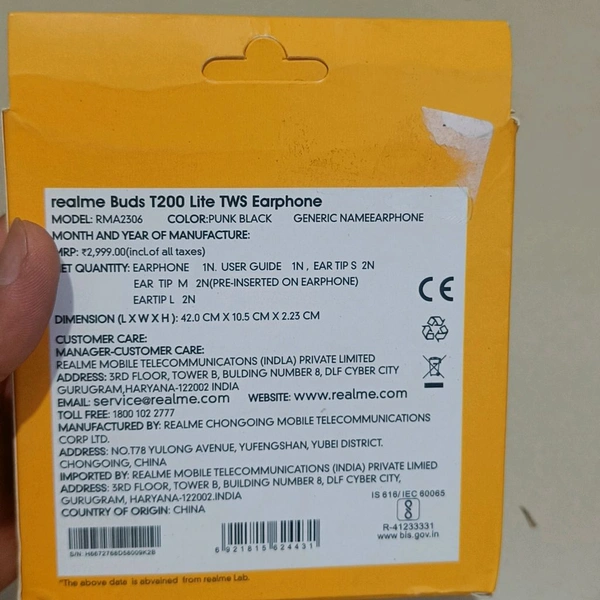 realme Buds T200 Lite TWS Earphone
MODEL: RMA2306 COLOR:PUNK BLACK GENERIC NAMEEARPHONE
MONTH AND YEAR OF MANUFACTURE:
MRP: ₹2,999.00(incl.of all taxes)
ET QUANTITY: EARPHONE 1N. USER GUIDE 1N , EAR TIP S 2N
EAR TIP M 2N(PRE-INSERTED ON EARPHONE)
EARTIP L 2N
DIMENSION (L X W X H ): 42.0 CM X 10.5 CM X 2.23 CM
CE
CUSTOMER CARE:
MANAGER-CUSTOMER CARE:
REALME MOBILE TELECOMMUNICATONS (INDLA) PRIVATE LIMITED
ADDRESS: 3RD FLOOR, TOWER B, BULDING NUMBER 8, DLF CYBER CITY
GURUGRAM,HARYANA-122002 INDIA
EMAIL: service@realme.com WEBSITE: www.realme.com
TOLL FREE: 1800 102 2777
MANUFACTURED BY: REALME CHONGOING MOBILE TELECOMMUNICATIONS
CORP LTD.
ADDRESS: NO.T78 YULONG AVENUE, YUFENGSHAN, YUBEI DISTRICT.
CHONGOING, CHINA
IMPORTED BY: REALME MOBILE TELECOMMUNICATIONS (INDIA) PRIVATE LIMIED
ADDRESS: 3RD FLOOR, TOWER B, BUILDING NUMBER 8, DLF CYBER CITY,
GURUGRAM, HARYANA-122002.INDIA
COUNTRY OF ORIGIN: CHINA
IS 616/IEC 60065
R-41233331
www.bis.gov.in
S/N: H6672768D58009K2B
6 921815 624431
*The above data is abvained from realme Lab.